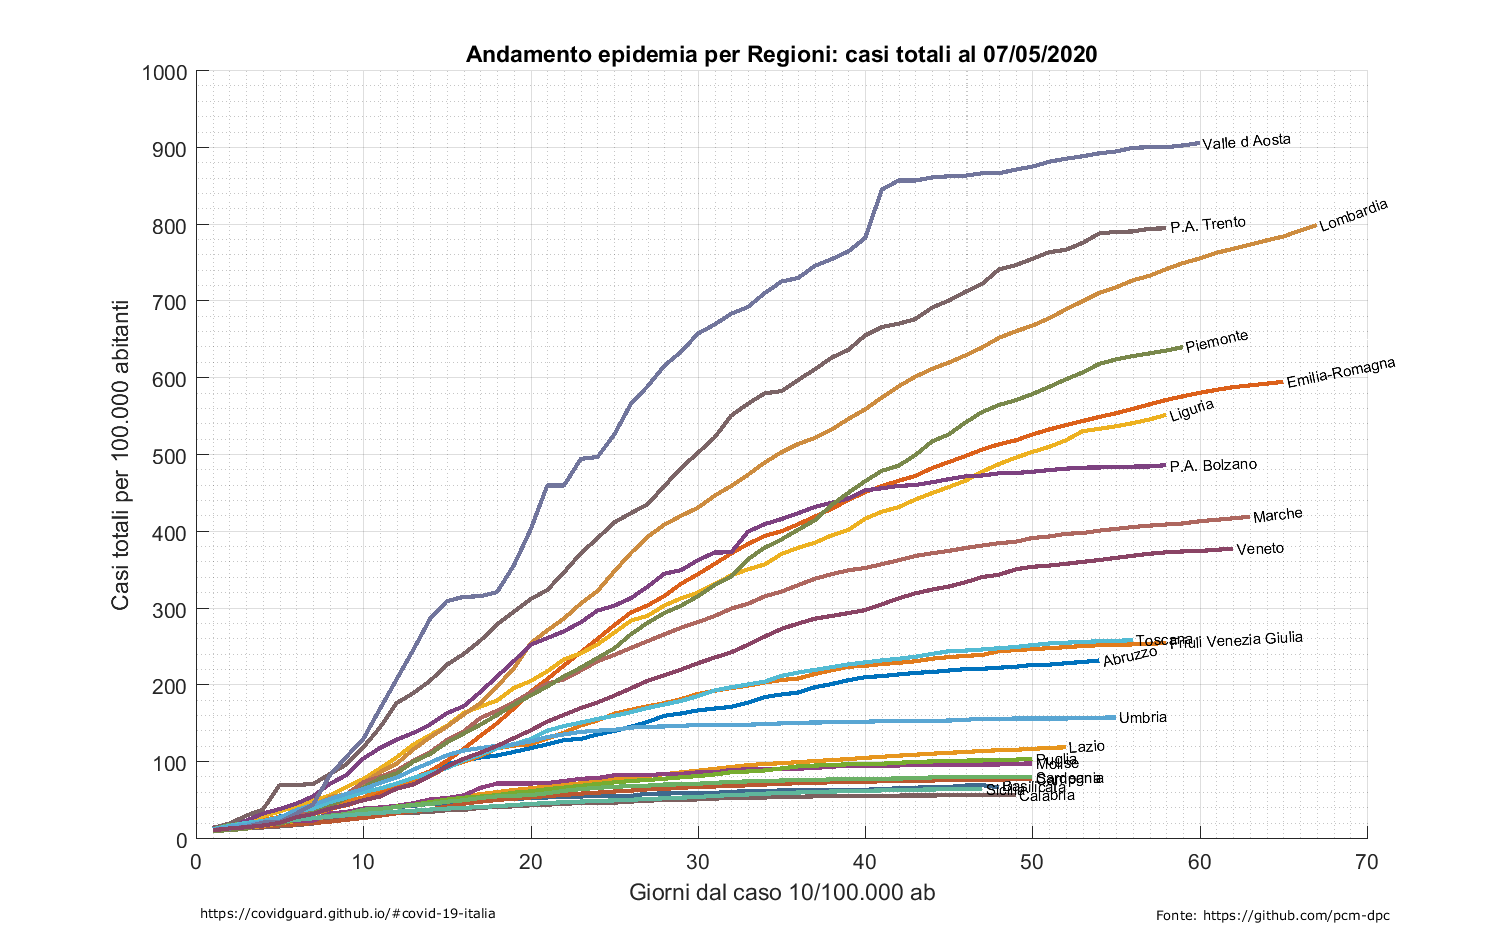 Andamento epidemia per Regioni: casi totali al 07/05/2020
Casi totali per 100.000 abitanti
1000
900
800
700
600
500
400
300
200
100
0
Valle d Aosta
P.A. Trento
Lombardia
Piemonte
Emilia-Romagna
Liguria
P.A. Bolzano
Marche
Veneto
Toscana
Friuli Venezia Giulia
Abruzzo
Umbria
Lazio
Puglia
Molise
Sardegna
Campania
Basilicata
Sicilia
Calabria
0 10 20 30 40 50 60 70
Giorni dal caso 10/100.000 ab
https://covidguard.github.io/#covid-19-italia
Fonte: https://github.com/pcm-dpc